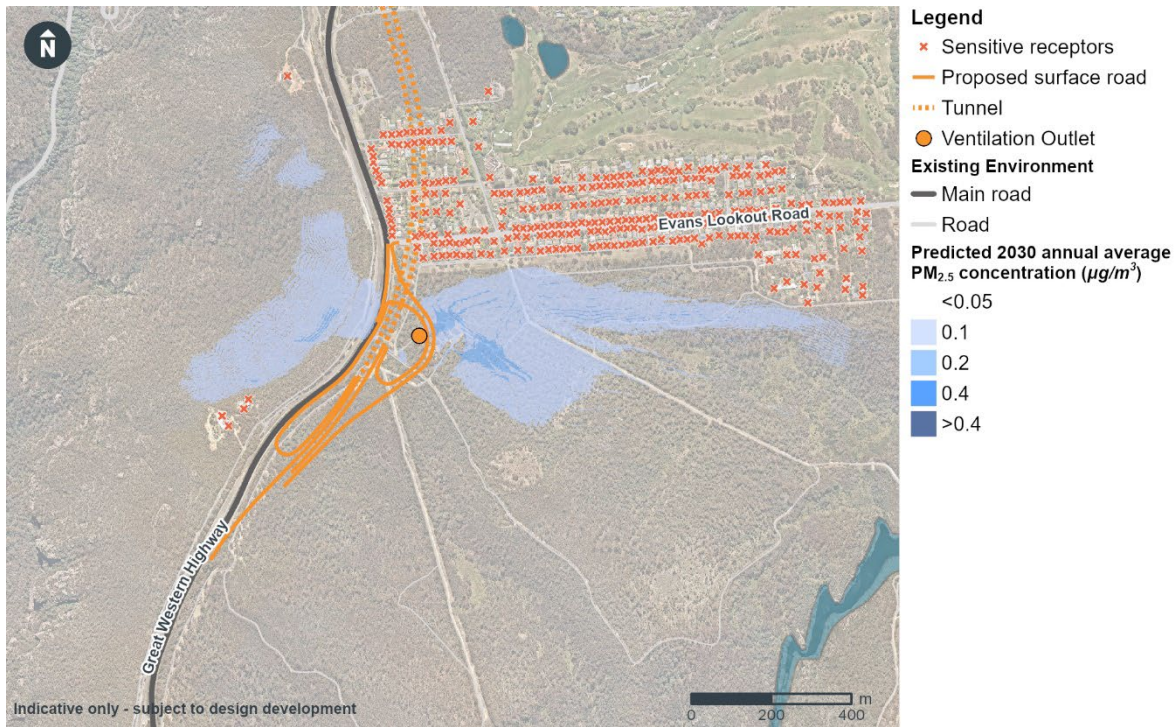 N
Evans Lookout Road
Great Western Highway
Indicative only - subject to design development
m
0 200 400
Legend
Sensitive receptors
Proposed surface road
Tunnel
Ventilation Outlet
Existing Environment
Main road
Road
Predicted 2030 annual average
PM2.5 concentration (µg/m³)
<0.05
0.1
0.2
0.4
>0.4